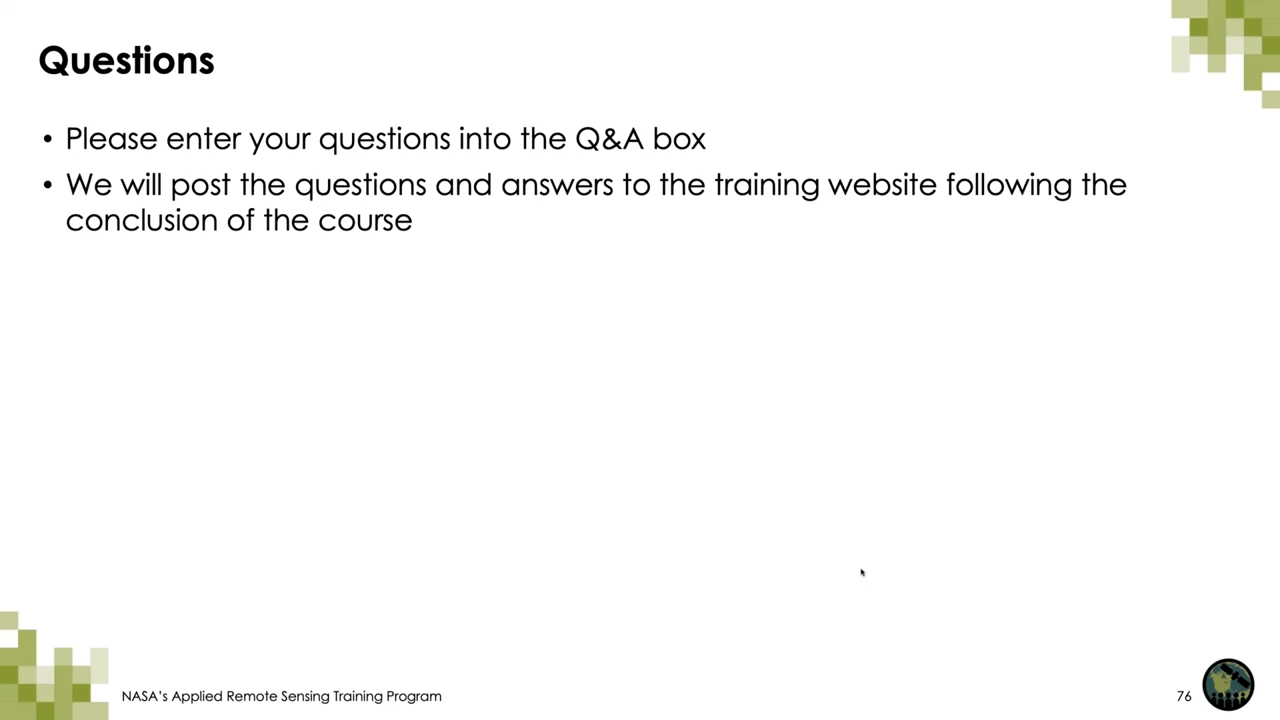 Questions
• Please enter your questions into the Q&A box
• We will post the questions and answers to the training website following the
conclusion of the course
NASA's Applied Remote Sensing Training Program
76